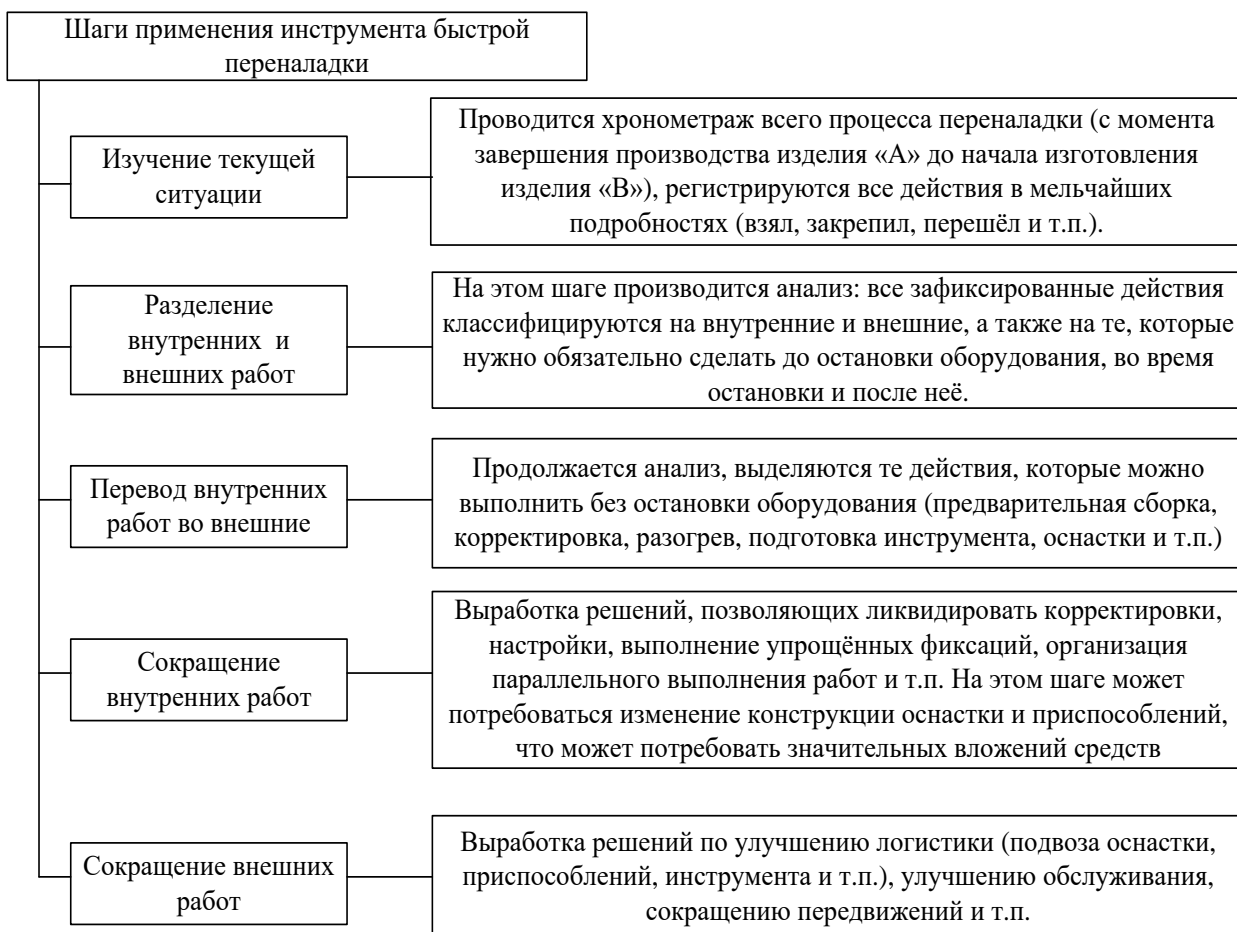 Шаги применения инструмента быстрой
переналадки
Изучение текущей
ситуации
Проводится хронометраж всего процесса переналадки (с момента
завершения производства изделия «А» до начала изготовления
изделия «В»), регистрируются все действия в мельчайших
подробностях (взял, закрепил, перешёл и т.п.).
Разделение
внутренних и
внешних работ
На этом шаге производится анализ: все зафиксированные действия
классифицируются на внутренние и внешние, а также на те, которые
нужно обязательно сделать до остановки оборудования, во время
остановки и после неё.
Перевод внутренних
работ во внешние
Продолжается анализ, выделяются те действия, которые можно
выполнить без остановки оборудования (предварительная сборка,
корректировка, разогрев, подготовка инструмента, оснастки и т.п.)
Сокращение
внутренних работ
Выработка решений, позволяющих ликвидировать корректировки,
настройки, выполнение упрощённых фиксаций, организация
параллельного выполнения работ и т.п. На этом шаге может
потребоваться изменение конструкции оснастки и приспособлений,
что может потребовать значительных вложений средств
Сокращение внешних
работ
Выработка решений по улучшению логистики (подвоза оснастки,
приспособлений, инструмента и т.п.), улучшению обслуживания,
сокращению передвижений и т.п.